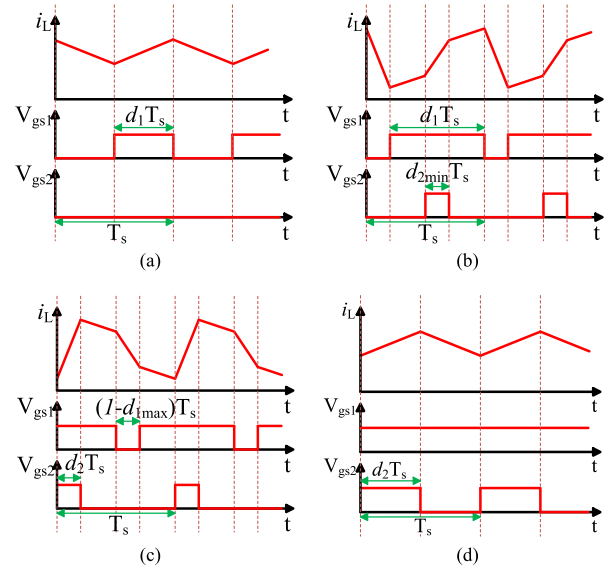 i_L
t
V_gs1
d_1T_s
t
V_gs2
T_s
t
(a)
i_L
t
V_gs1
d_1T_s
t
V_gs2
d_2minT_s
T_s
t
(b)
i_L
t
V_gs1
(1-d_1max)T_s
t
V_gs2
d_2T_s
T_s
t
(c)
i_L
t
V_gs1
t
V_gs2
d_2T_s
T_s
t
(d)